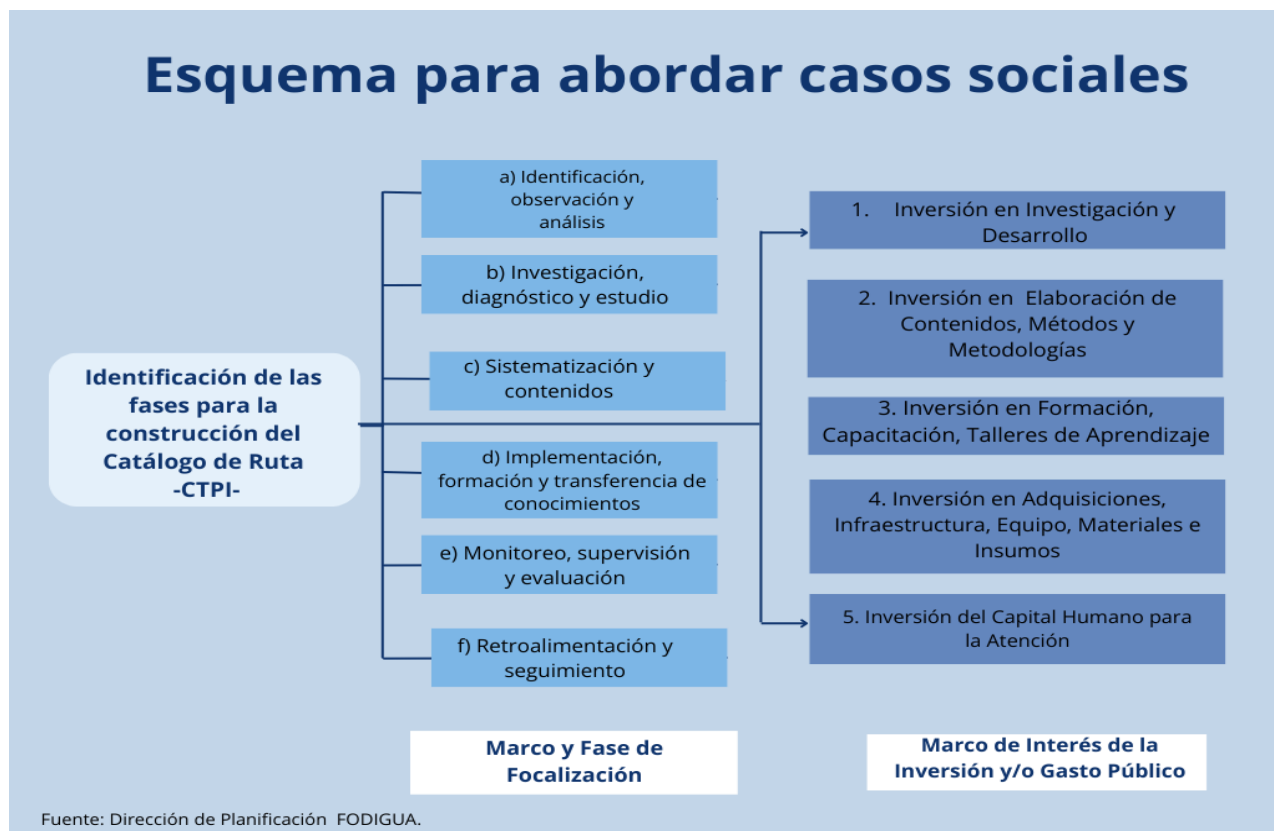 Esquema para abordar casos sociales
Identificación de las
fases para la
construcción del
Catálogo de Ruta
-CTPI-
a) Identificación,
observación y
análisis
b) Investigación,
diagnóstico y estudio
c) Sistematización y
contenidos
d) Implementación,
formación y transferencia de
conocimientos
e) Monitoreo, supervisión
y evaluación
f) Retroalimentación y
seguimiento
Marco y Fase de
Focalización
1. Inversión en Investigación y
Desarrollo
2. Inversión en Elaboración de
Contenidos, Métodos y
Metodologías
3. Inversión en Formación,
Capacitación, Talleres de Aprendizaje
4. Inversión en Adquisiciones,
Infraestructura, Equipo, Materiales e
Insumos
5. Inversión del Capital Humano para
la Atención
Marco de Interés de la
Inversión y/o Gasto Público
Fuente: Dirección de Planificación FODIGUA.